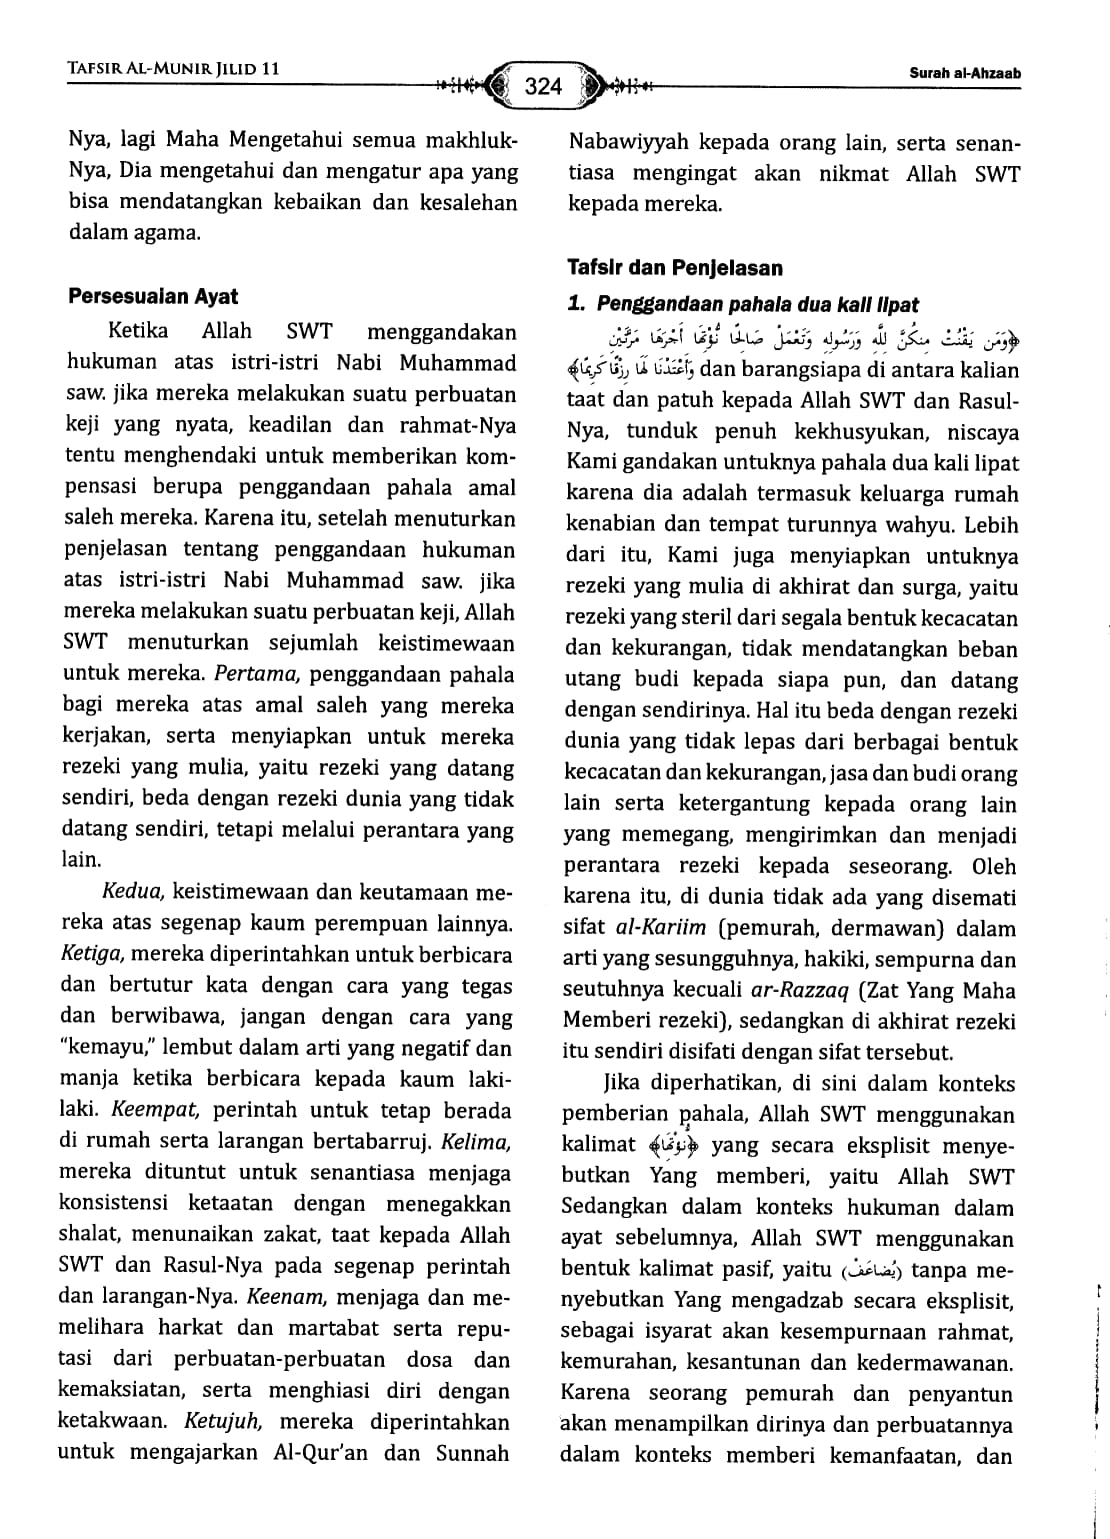 TAFSIR AL-MUNIR JILID 11
324
Surah al-Ahzaab
Nya, lagi Maha Mengetahui semua makhluk-
Nya, Dia mengetahui dan mengatur apa yang
bisa mendatangkan kebaikan dan kesalehan
dalam agama.
Persesuaian Ayat
Ketika Allah SWT menggandakan
hukuman atas istri-istri Nabi Muhammad
saw. jika mereka melakukan suatu perbuatan
keji yang nyata, keadilan dan rahmat-Nya
tentu menghendaki untuk memberikan kom-
pensasi berupa penggandaan pahala amal
saleh mereka. Karena itu, setelah menuturkan
penjelasan tentang penggandaan hukuman
atas istri-istri Nabi Muhammad saw. jika
mereka melakukan suatu perbuatan keji, Allah
SWT menuturkan sejumlah keistimewaan
untuk mereka. Pertama, penggandaan pahala
bagi mereka atas amal saleh yang mereka
kerjakan, serta menyiapkan untuk mereka
rezeki yang mulia, yaitu rezeki yang datang
sendiri, beda dengan rezeki dunia yang tidak
datang sendiri, tetapi melalui perantara yang
lain.
Kedua, keistimewaan dan keutamaan me-
reka atas segenap kaum perempuan lainnya.
Ketiga, mereka diperintahkan untuk berbicara
dan bertutur kata dengan cara yang tegas
dan berwibawa, jangan dengan cara yang
“kemayu,” lembut dalam arti yang negatif dan
manja ketika berbicara kepada kaum laki-
laki. Keempat, perintah untuk tetap berada
di rumah serta larangan bertabarruj. Kelima,
mereka dituntut untuk senantiasa menjaga
konsistensi ketaatan dengan menegakkan
shalat, menunaikan zakat, taat kepada Allah
SWT dan Rasul-Nya pada segenap perintah
dan larangan-Nya. Keenam, menjaga dan me-
melihara harkat dan martabat serta repu-
tasi dari perbuatan-perbuatan dosa dan
kemaksiatan, serta menghiasi diri dengan
ketakwaan. Ketujuh, mereka diperintahkan
untuk mengajarkan Al-Qur’an dan Sunnah
Nabawiyyah kepada orang lain, serta senan-
tiasa mengingat akan nikmat Allah SWT
kepada mereka.
Tafsir dan Penjelasan
1. Penggandaan pahala dua kali lipat
﴿وَمَن يَقْنُتْ مِنكُنَّ لِلَّهِ وَرَسُولِهِ وَتَعْمَلْ صَالِحًا نُؤْتِهَا أَجْرَهَا مَرَّتَيْنِ
وَأَعْتَدْنَا لَهَا رِزْقًا كَرِيمًا﴾ dan barangsiapa di antara kalian
taat dan patuh kepada Allah SWT dan Rasul-
Nya, tunduk penuh kekhusyukan, niscaya
Kami gandakan untuknya pahala dua kali lipat
karena dia adalah termasuk keluarga rumah
kenabian dan tempat turunnya wahyu. Lebih
dari itu, Kami juga menyiapkan untuknya
rezeki yang mulia di akhirat dan surga, yaitu
rezeki yang steril dari segala bentuk kecacatan
dan kekurangan, tidak mendatangkan beban
utang budi kepada siapa pun, dan datang
dengan sendirinya. Hal itu beda dengan rezeki
dunia yang tidak lepas dari berbagai bentuk
kecacatan dan kekurangan, jasa dan budi orang
lain serta ketergantung kepada orang lain
yang memegang, mengirimkan dan menjadi
perantara rezeki kepada seseorang. Oleh
karena itu, di dunia tidak ada yang disemati
sifat al-Kariim (pemurah, dermawan) dalam
arti yang sesungguhnya, hakiki, sempurna dan
seutuhnya kecuali ar-Razzaq (Zat Yang Maha
Memberi rezeki), sedangkan di akhirat rezeki
itu sendiri disifati dengan sifat tersebut.
Jika diperhatikan, di sini dalam konteks
pemberian pahala, Allah SWT menggunakan
kalimat ﴿نُؤْتِهَا﴾ yang secara eksplisit menye-
butkan Yang memberi, yaitu Allah SWT
Sedangkan dalam konteks hukuman dalam
ayat sebelumnya, Allah SWT menggunakan
bentuk kalimat pasif, yaitu (يُضَاعَفْ) tanpa me-
nyebutkan Yang mengadzab secara eksplisit,
sebagai isyarat akan kesempurnaan rahmat,
kemurahan, kesantunan dan kedermawanan.
Karena seorang pemurah dan penyantun
akan menampilkan dirinya dan perbuatannya
dalam konteks memberi kemanfaatan, dan